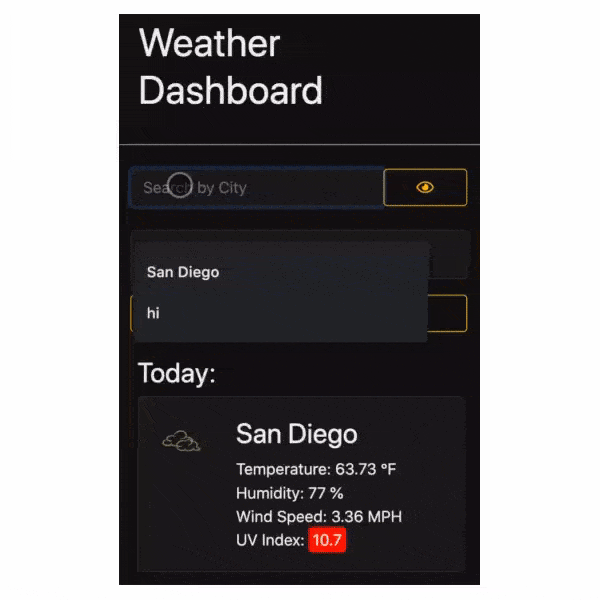 Weather
Dashboard
Search by City
San Diego
hi
Today:
San Diego
Temperature: 63.73 °F
Humidity: 77 %
Wind Speed: 3.36 MPH
UV Index: 10.7